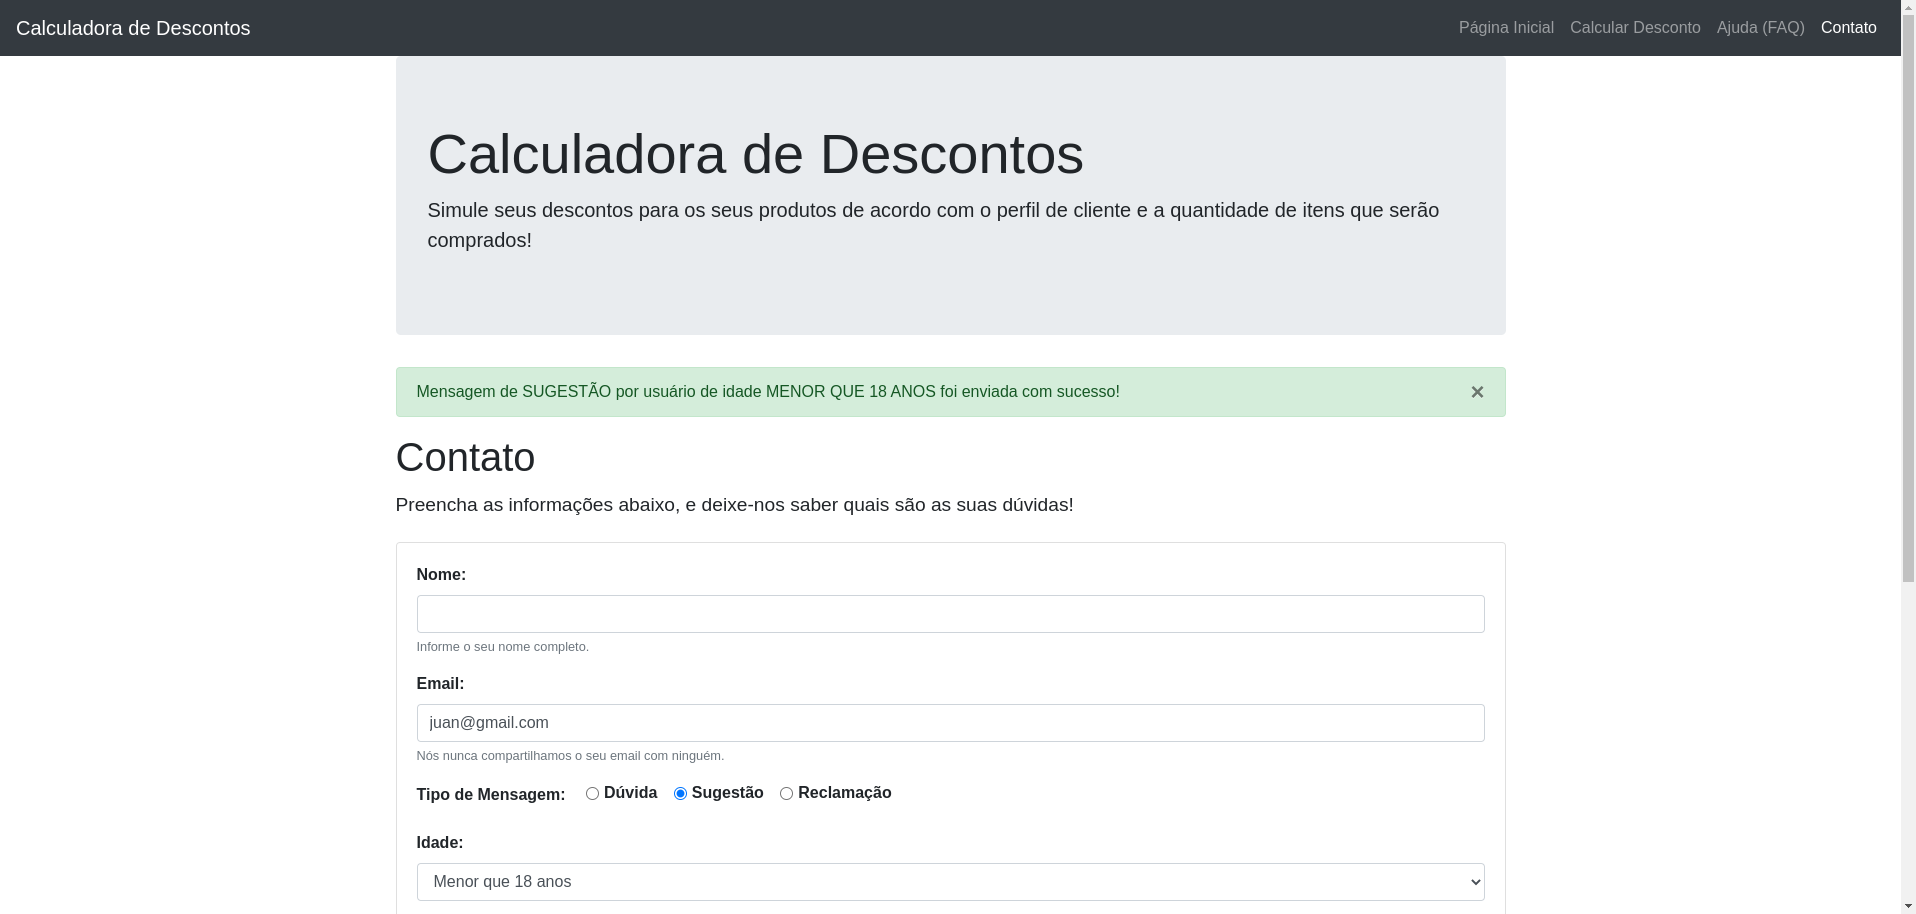 Calculadora de Descontos
Página Inicial Calcular Desconto Ajuda (FAQ) Contato
Calculadora de Descontos
Simule seus descontos para os seus produtos de acordo com o perfil de cliente e a quantidade de itens que serão
comprados!
Mensagem de SUGESTÃO por usuário de idade MENOR QUE 18 ANOS foi enviada com sucesso! ×
Contato
Preencha as informações abaixo, e deixe-nos saber quais são as suas dúvidas!
Nome:
Informe o seu nome completo.
Email:
juan@gmail.com
Nós nunca compartilhamos o seu email com ninguém.
Tipo de Mensagem: Dúvida Sugestão Reclamação
Idade:
Menor que 18 anos